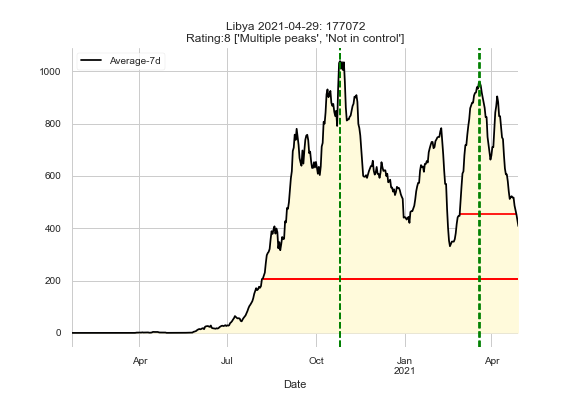 Libya 2021-04-29: 177072
Rating:8 ['Multiple peaks', 'Not in control']
Average-7d
1000
800
600
400
200
0
Apr
Jul
Oct
Jan
2021
Apr
Date